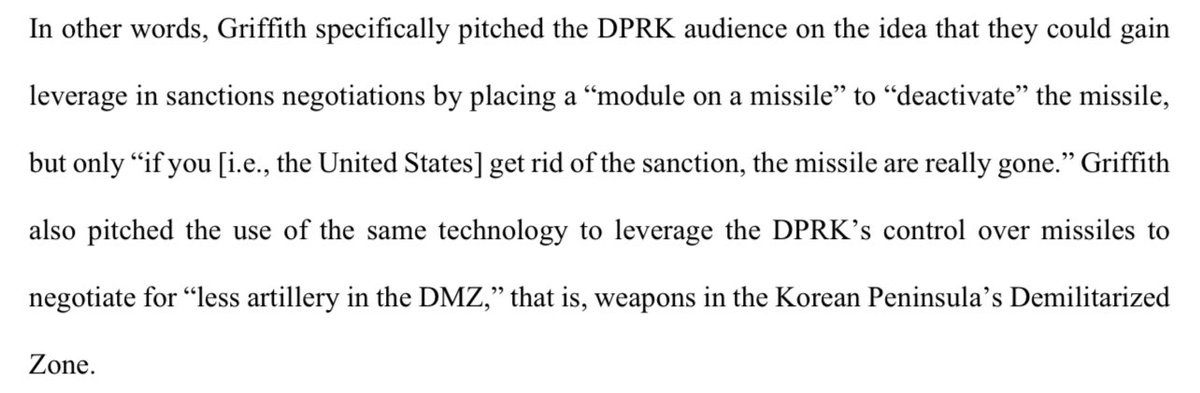 In other words, Griffith specifically pitched the DPRK audience on the idea that they could gain
leverage in sanctions negotiations by placing a “module on a missile” to “deactivate” the missile,
but only “if you [i.e., the United States] get rid of the sanction, the missile are really gone.” Griffith
also pitched the use of the same technology to leverage the DPRK’s control over missiles to
negotiate for “less artillery in the DMZ,” that is, weapons in the Korean Peninsula’s Demilitarized
Zone.